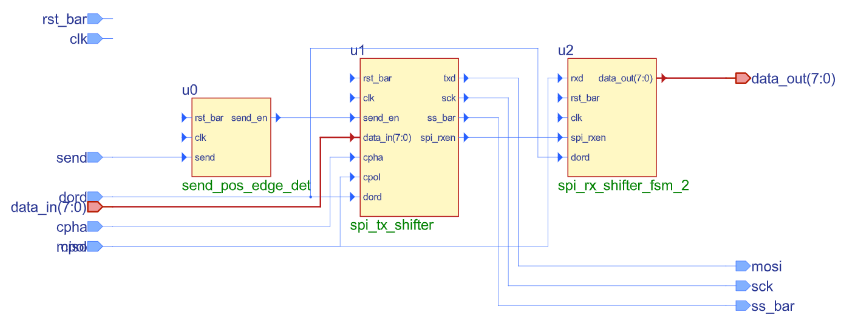 rst_bar
clk
send
dord
data_in(7:0)
cpha
u0
rst_bar send_en
clk
send
send_pos_edge_det
u1
rst_bar txd
clk sck
send_en ss_bar
data_in(7:0) spi_rxen
cpha
cpol
dord
spi_tx_shifter
u2
rxd data_out(7:0)
rst_bar
clk
spi_rxen
dord
spi_rx_shifter_fsm_2
data_out(7:0)
mosi
sck
ss_bar